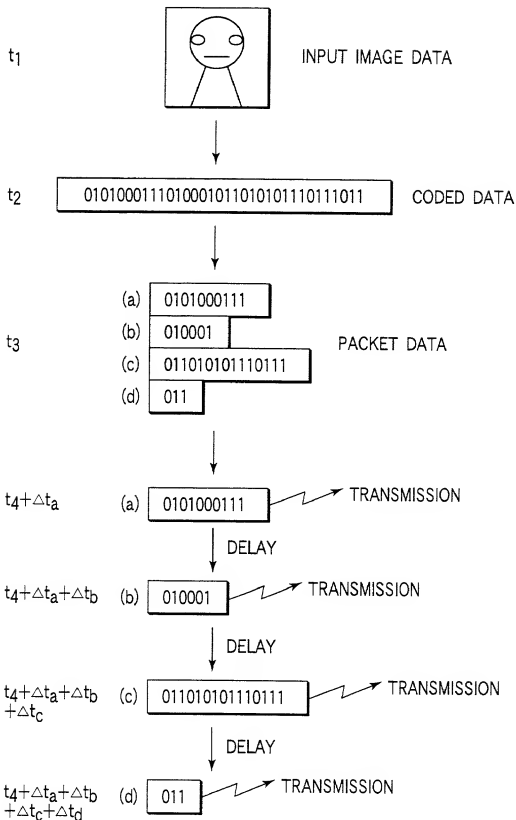 t1 INPUT IMAGE DATA
t2 0101000111010001011010101110111011 CODED DATA
(a) 0101000111
(b) 010001
t3 PACKET DATA
(c) 011010101110111
(d) 011
t4+△ta (a) 0101000111 TRANSMISSION
DELAY
t4+△ta+△tb (b) 010001 TRANSMISSION
DELAY
t4+△ta+△tb (c) 011010101110111 TRANSMISSION
+△tc
DELAY
t4+△ta+△tb (d) 011 TRANSMISSION
+△tc+△td